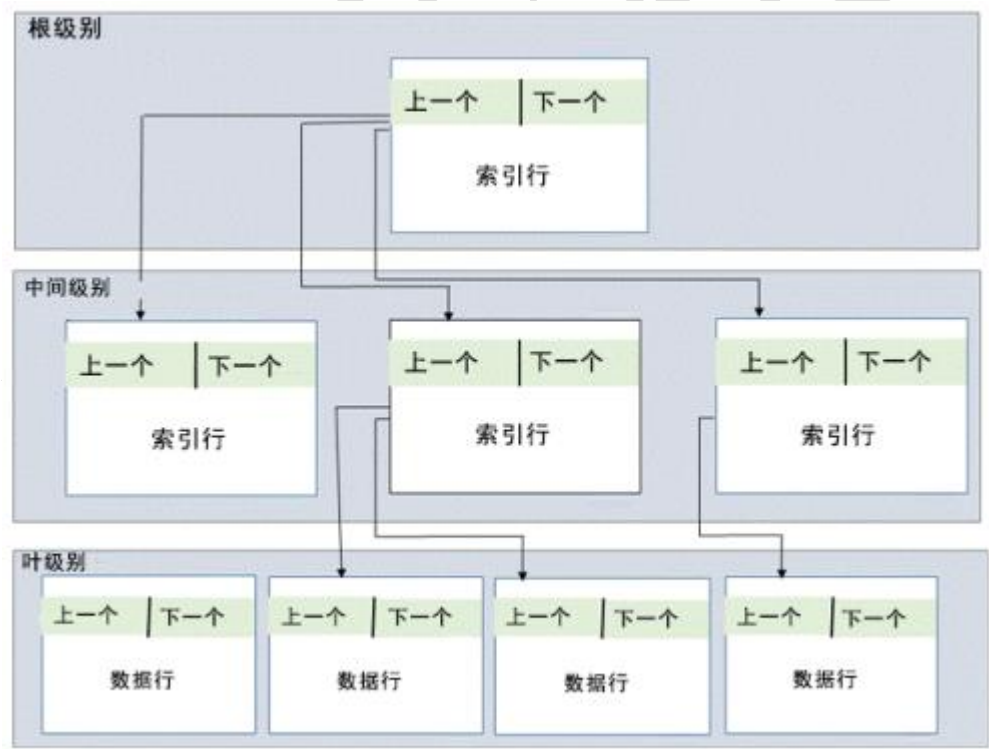 根级别
上一个 下一个
索引行
中间级别
上一个 下一个 上一个 下一个 上一个 下一个
索引行 索引行 索引行
叶级别
上一个 下一个 上一个 下一个 上一个 下一个 上一个 下一个
数据行 数据行 数据行 数据行